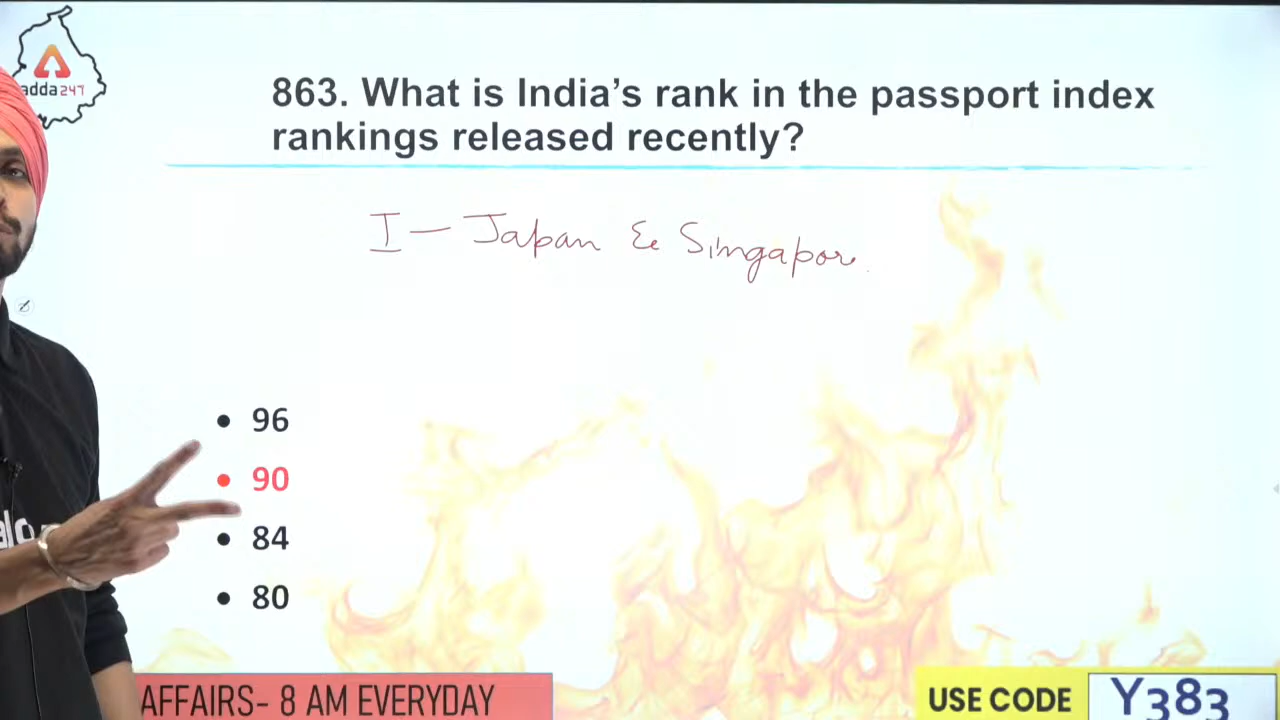 adda247
863. What is India’s rank in the passport index
rankings released recently?
I – Japan & Singapor
• 96
• 90
• 84
• 80
AFFAIRS- 8 AM EVERYDAY
USE CODE
Y383